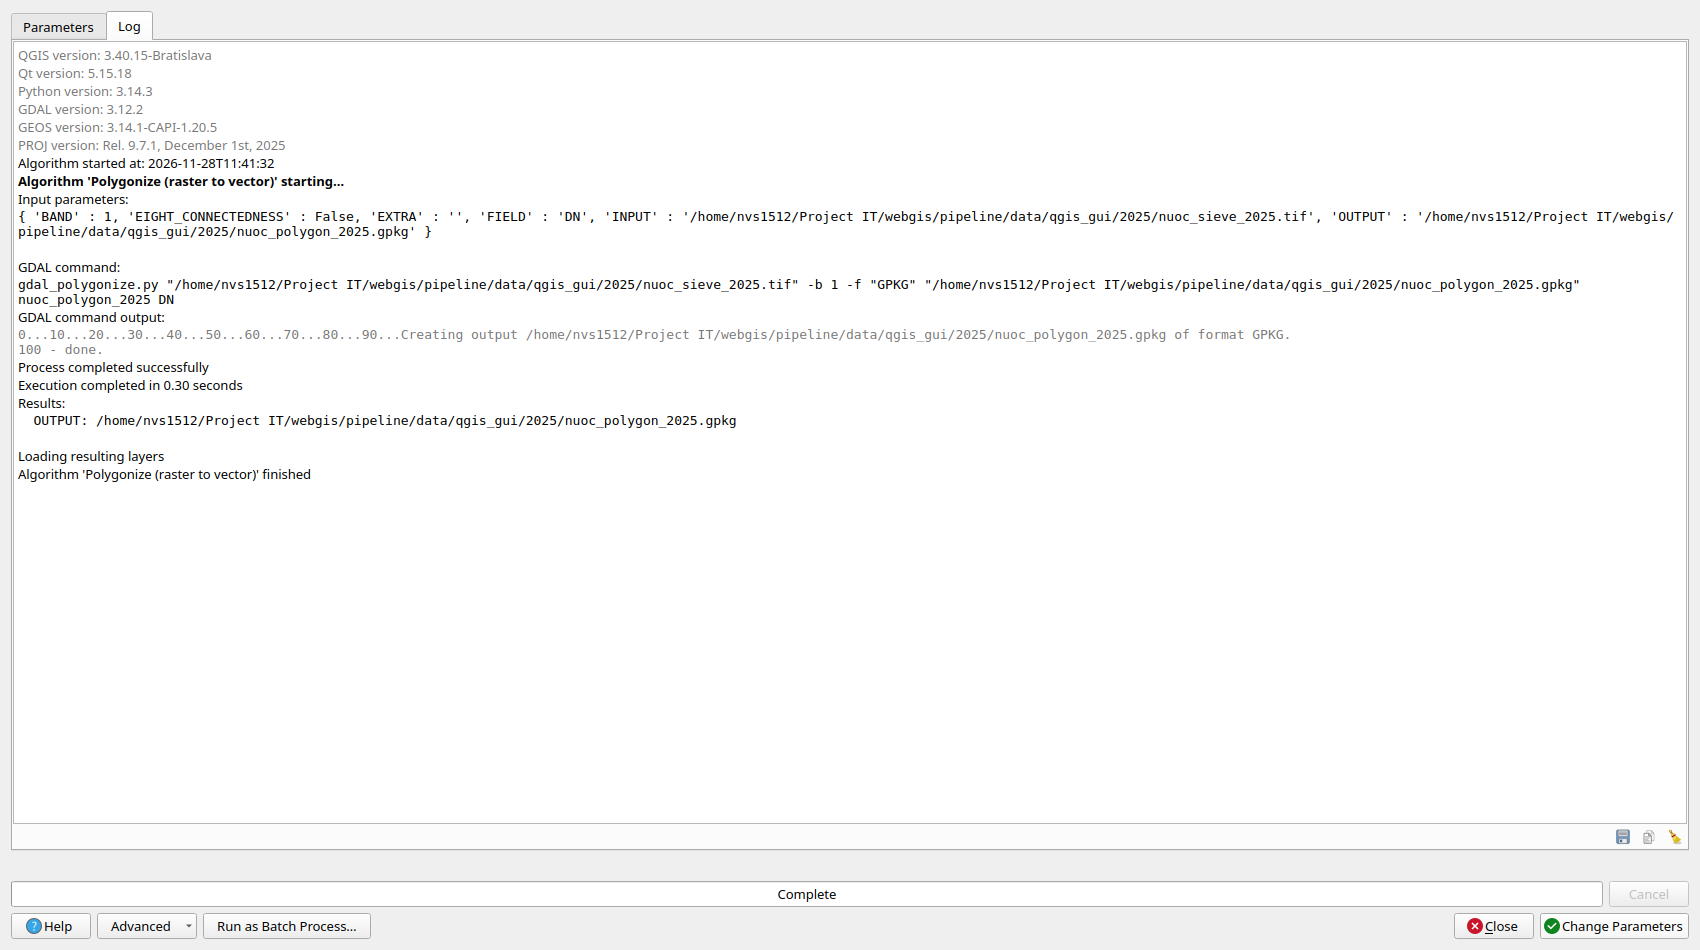 Parameters
Log
QGIS version: 3.40.15-Bratislava
Qt version: 5.15.18
Python version: 3.14.3
GDAL version: 3.12.2
GEOS version: 3.14.1-CAPI-1.20.5
PROJ version: Rel. 9.7.1, December 1st, 2025
Algorithm started at: 2026-11-28T11:41:32
Algorithm 'Polygonize (raster to vector)' starting...
Input parameters:
{ 'BAND' : 1, 'EIGHT_CONNECTEDNESS' : False, 'EXTRA' : '', 'FIELD' : 'DN', 'INPUT' : '/home/nvs1512/Project IT/webgis/pipeline/data/qgis_gui/2025/nuoc_sieve_2025.tif', 'OUTPUT' : '/home/nvs1512/Project IT/webgis/
pipeline/data/qgis_gui/2025/nuoc_polygon_2025.gpkg' }
GDAL command:
gdal_polygonize.py "/home/nvs1512/Project IT/webgis/pipeline/data/qgis_gui/2025/nuoc_sieve_2025.tif" -b 1 -f "GPKG" "/home/nvs1512/Project IT/webgis/pipeline/data/qgis_gui/2025/nuoc_polygon_2025.gpkg"
nuoc_polygon_2025 DN
GDAL command output:
0...10...20...30...40...50...60...70...80...90...Creating output /home/nvs1512/Project IT/webgis/pipeline/data/qgis_gui/2025/nuoc_polygon_2025.gpkg of format GPKG.
100 - done.
Process completed successfully
Execution completed in 0.30 seconds
Results:
OUTPUT: /home/nvs1512/Project IT/webgis/pipeline/data/qgis_gui/2025/nuoc_polygon_2025.gpkg
Loading resulting layers
Algorithm 'Polygonize (raster to vector)' finished
Complete
Cancel
Help
Advanced
Run as Batch Process...
Close
Change Parameters